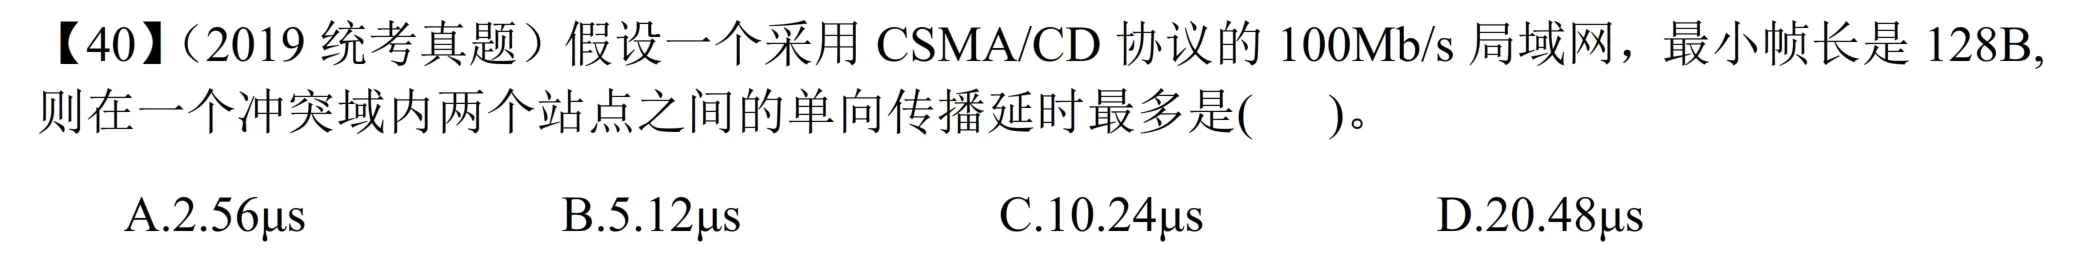 【40】（2019 统考真题）假设一个采用 CSMA/CD 协议的 100Mb/s 局域网，最小帧长是 128B,
则在一个冲突域内两个站点之间的单向传播延时最多是(      )。
A.2.56μs    B.5.12μs    C.10.24μs    D.20.48μs